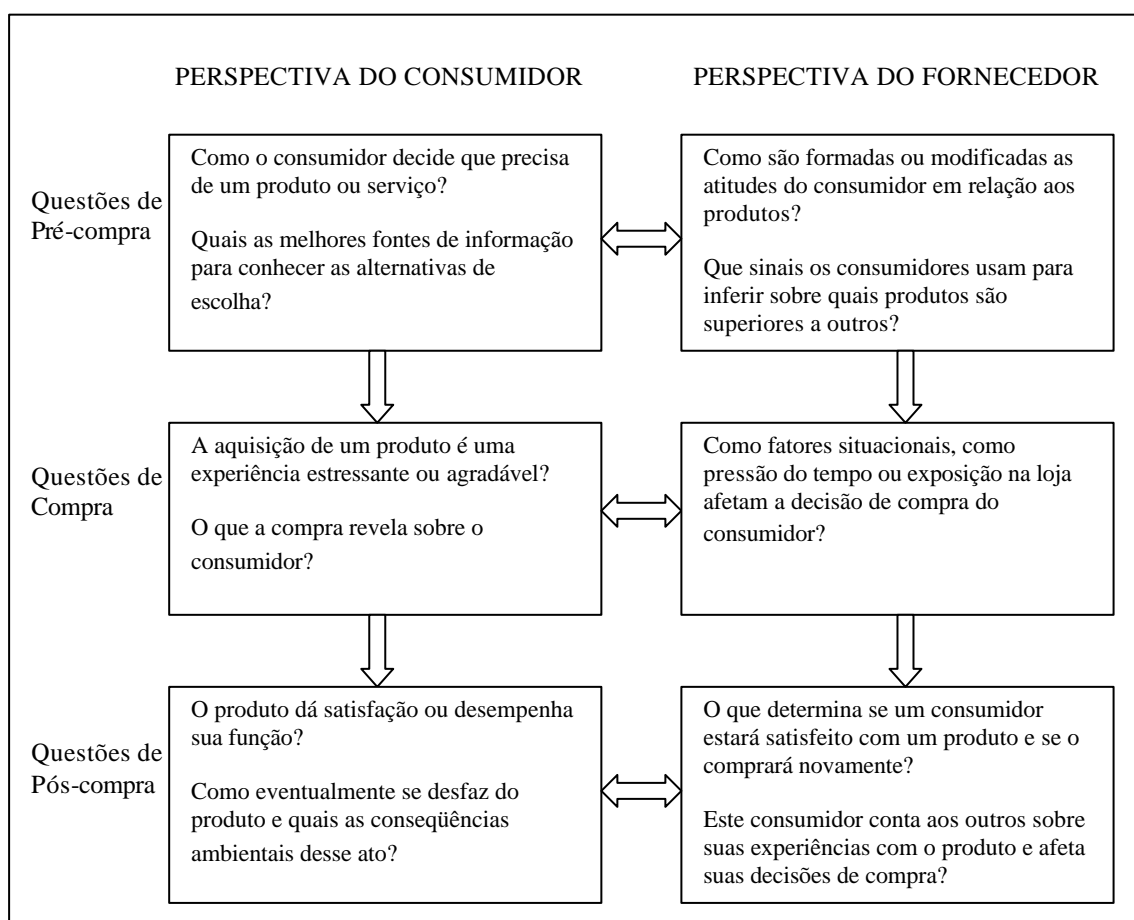 PERSPECTIVA DO CONSUMIDOR
PERSPECTIVA DO FORNECEDOR
Questões de
Pré-compra
Como o consumidor decide que precisa
de um produto ou serviço?
Quais as melhores fontes de informação
para conhecer as alternativas de
escolha?
Como são formadas ou modificadas as
atitudes do consumidor em relação aos
produtos?
Que sinais os consumidores usam para
inferir sobre quais produtos são
superiores a outros?
Questões de
Compra
A aquisição de um produto é uma
experiência estressante ou agradável?
O que a compra revela sobre o
consumidor?
Como fatores situacionais, como
pressão do tempo ou exposição na loja
afetam a decisão de compra do
consumidor?
Questões de
Pós-compra
O produto dá satisfação ou desempenha
sua função?
Como eventualmente se desfaz do
produto e quais as conseqüências
ambientais desse ato?
O que determina se um consumidor
estará satisfeito com um produto e se o
comprará novamente?
Este consumidor conta aos outros sobre
suas experiências com o produto e afeta
suas decisões de compra?